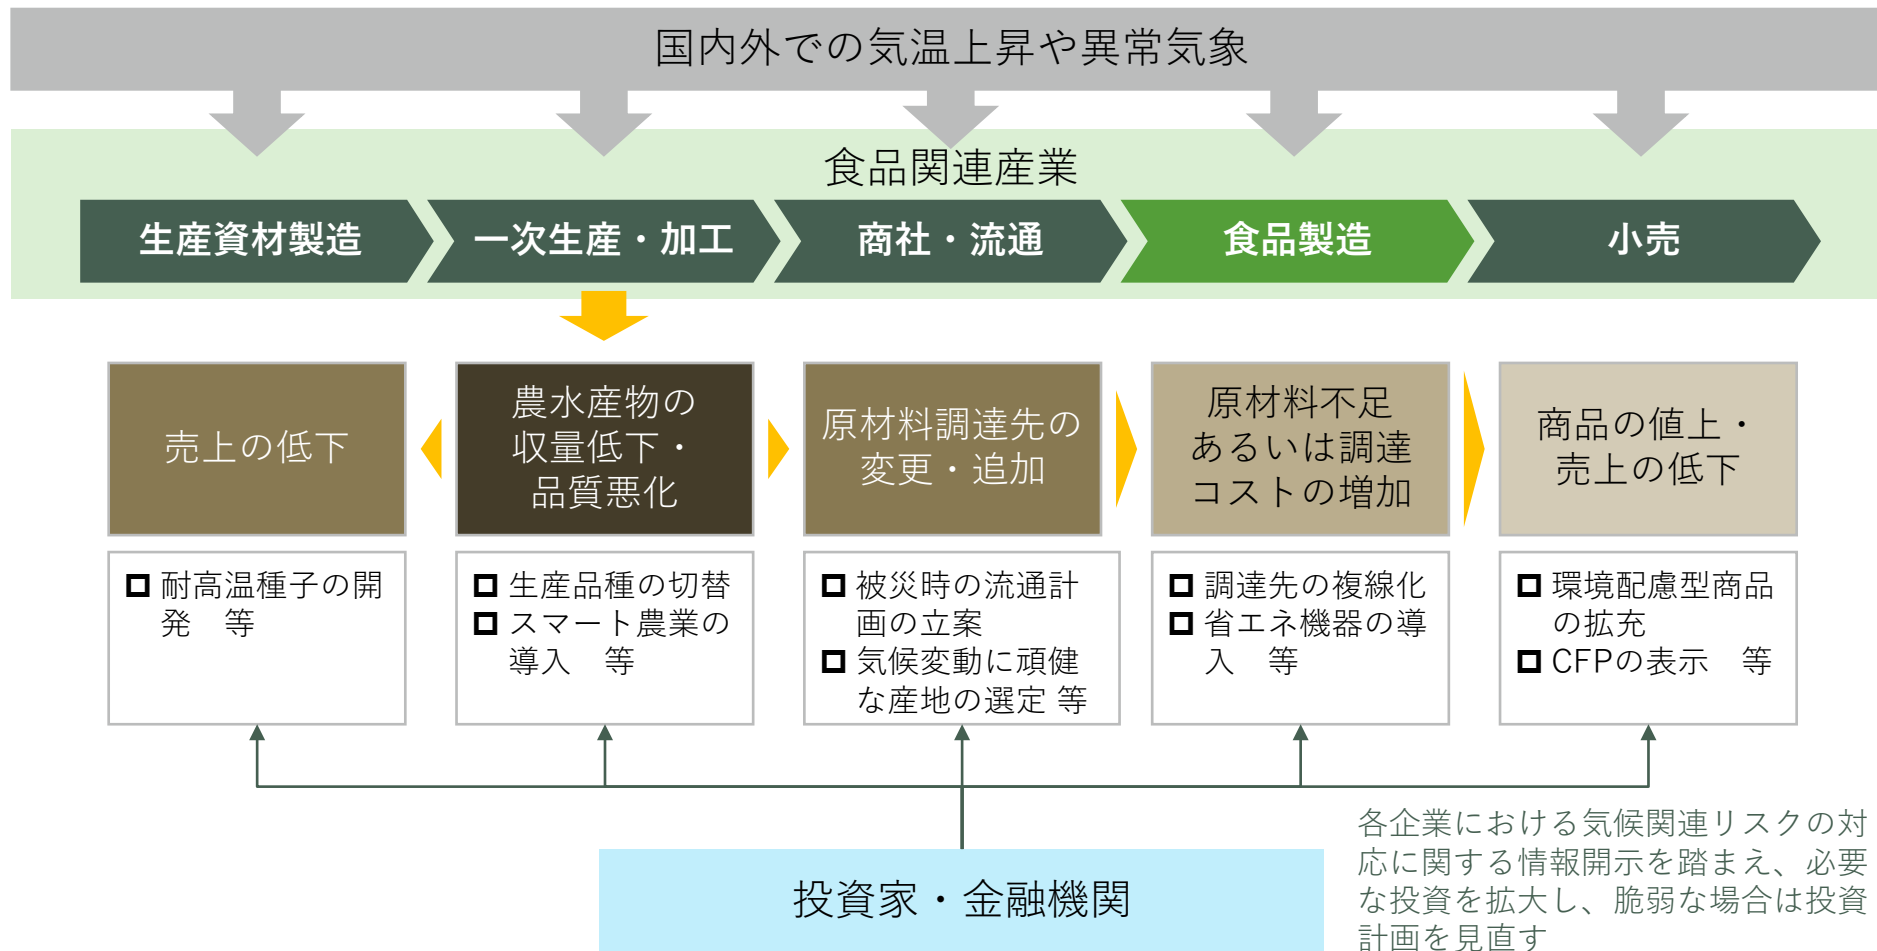 国内外での気温上昇や異常気象
食品関連産業
生産資材製造
一次生産・加工
商社・流通
食品製造
小売
売上の低下
農水産物の
収量低下・
品質悪化
原材料調達先の
変更・追加
原材料不足
あるいは調達
コストの増加
商品の値上・
売上の低下
耐高温種子の開
発　等
生産品種の切替
スマート農業の
導入　等
被災時の流通計
画の立案
気候変動に頑健
な産地の選定 等
調達先の複線化
省エネ機器の導
入　等
環境配慮型商品
の拡充
CFPの表示　等
投資家・金融機関
各企業における気候関連リスクの対
応に関する情報開示を踏まえ、必要
な投資を拡大し、脆弱な場合は投資
計画を見直す